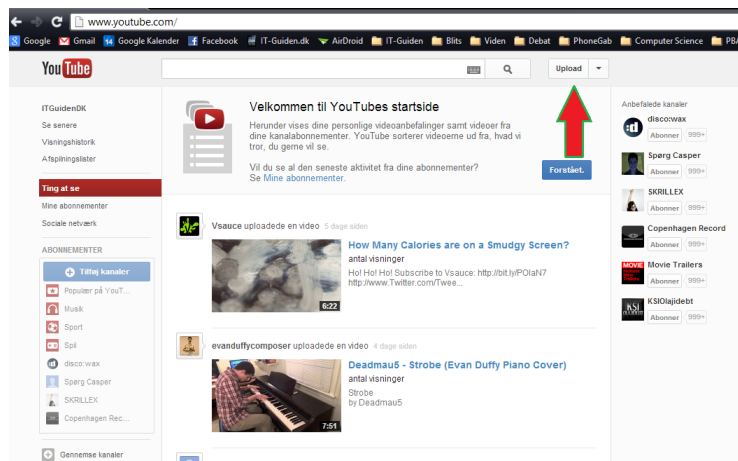 www.youtube.com/
Google Gmail Google Kalender Facebook IT-Guiden.dk AirDroid IT-Guiden Blits Viden Debat PhoneGab Computer Science PBA
YouTube
Upload
ITGuidenDK
Se senere
Visningshistorik
Afspilningslister
Ting at se
Mine abonnementer
Sociale netværk
ABONNEMENTER
Tilføj kanaler
Populær på YouT...
Musik
Sport
Spil
disco:wax
Spørg Casper
SKRILLEX
Copenhagen Rec...
Gennemse kanaler
Velkommen til YouTubes startside
Herunder vises dine personlige videoanbefalinger samt videoer fra
dine kanalabonnementer. YouTube sorterer videoerne ud fra, hvad vi
tror, du gerne vil se.
Vil du se al den seneste aktivitet fra dine abonnementer?
Se Mine abonnementer.
Forstået.
Vsauce uploadede en video 5 dage siden
How Many Calories are on a Smudgy Screen?
antal visninger
Ho! Ho! Ho! Subscribe to Vsauce: http://bit.ly/POIaN7
http://www.Twitter.com/Twee...
6:22
evanduffycomposer uploadede en video 4 dage siden
Deadmau5 - Strobe (Evan Duffy Piano Cover)
antal visninger
Strobe
by Deadmau5
7:51
Anbefalede kanaler
disco:wax
Abonner 999+
Spørg Casper
Abonner 999+
SKRILLEX
Abonner 999+
Copenhagen Record
Abonner 999+
MOVIE
Movie Trailers
Abonner 999+
KSI
KSIOlajidebt
Abonner 999+